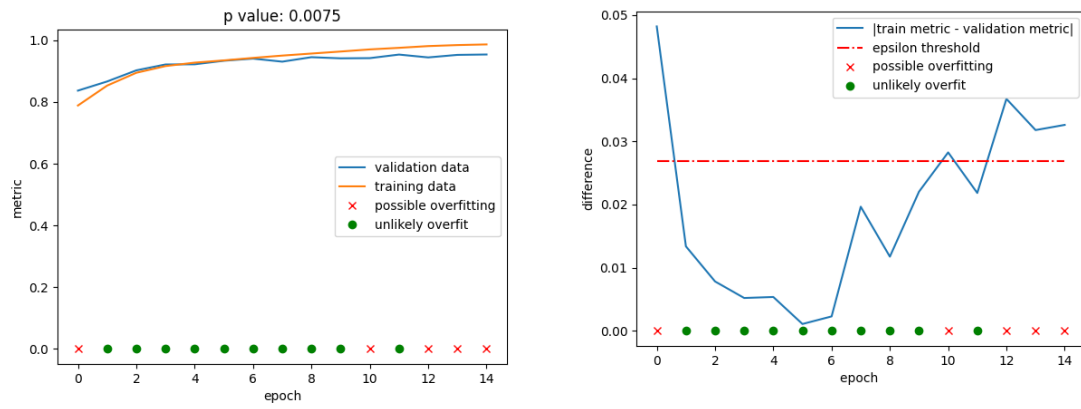 p value: 0.0075
1.0
0.8
0.6
0.4
0.2
0.0
metric
validation data
training data
possible overfitting
unlikely overfit
0 2 4 6 8 10 12 14
epoch
0.05
0.04
0.03
0.02
0.01
0.00
difference
|train metric - validation metric|
epsilon threshold
possible overfitting
unlikely overfit
0 2 4 6 8 10 12 14
epoch